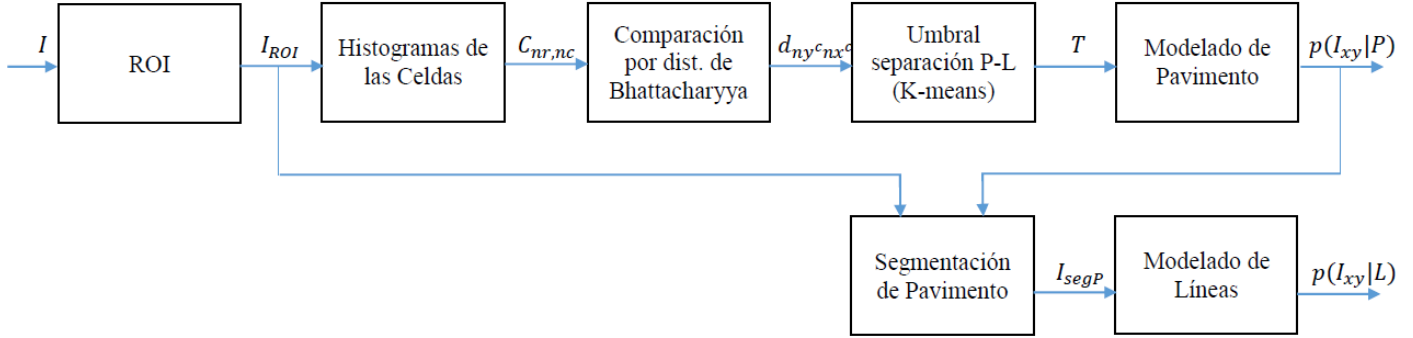 I
ROI
I_ROI
Histogramas de
las Celdas
C_nr,nc
Comparación
por dist. de
Bhattacharyya
d_ny^c nx^c
Umbral
separación P-L
(K-means)
T
Modelado de
Pavimento
p(I_xy|P)
Segmentación
de Pavimento
I_segP
Modelado de
Líneas
p(I_xy|L)